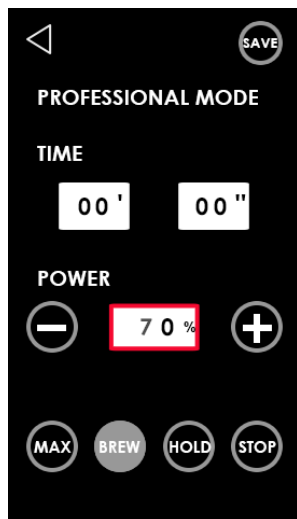 SAVE
PROFESSIONAL MODE
TIME
00' 00"
POWER
70%
MAX BREW HOLD STOP